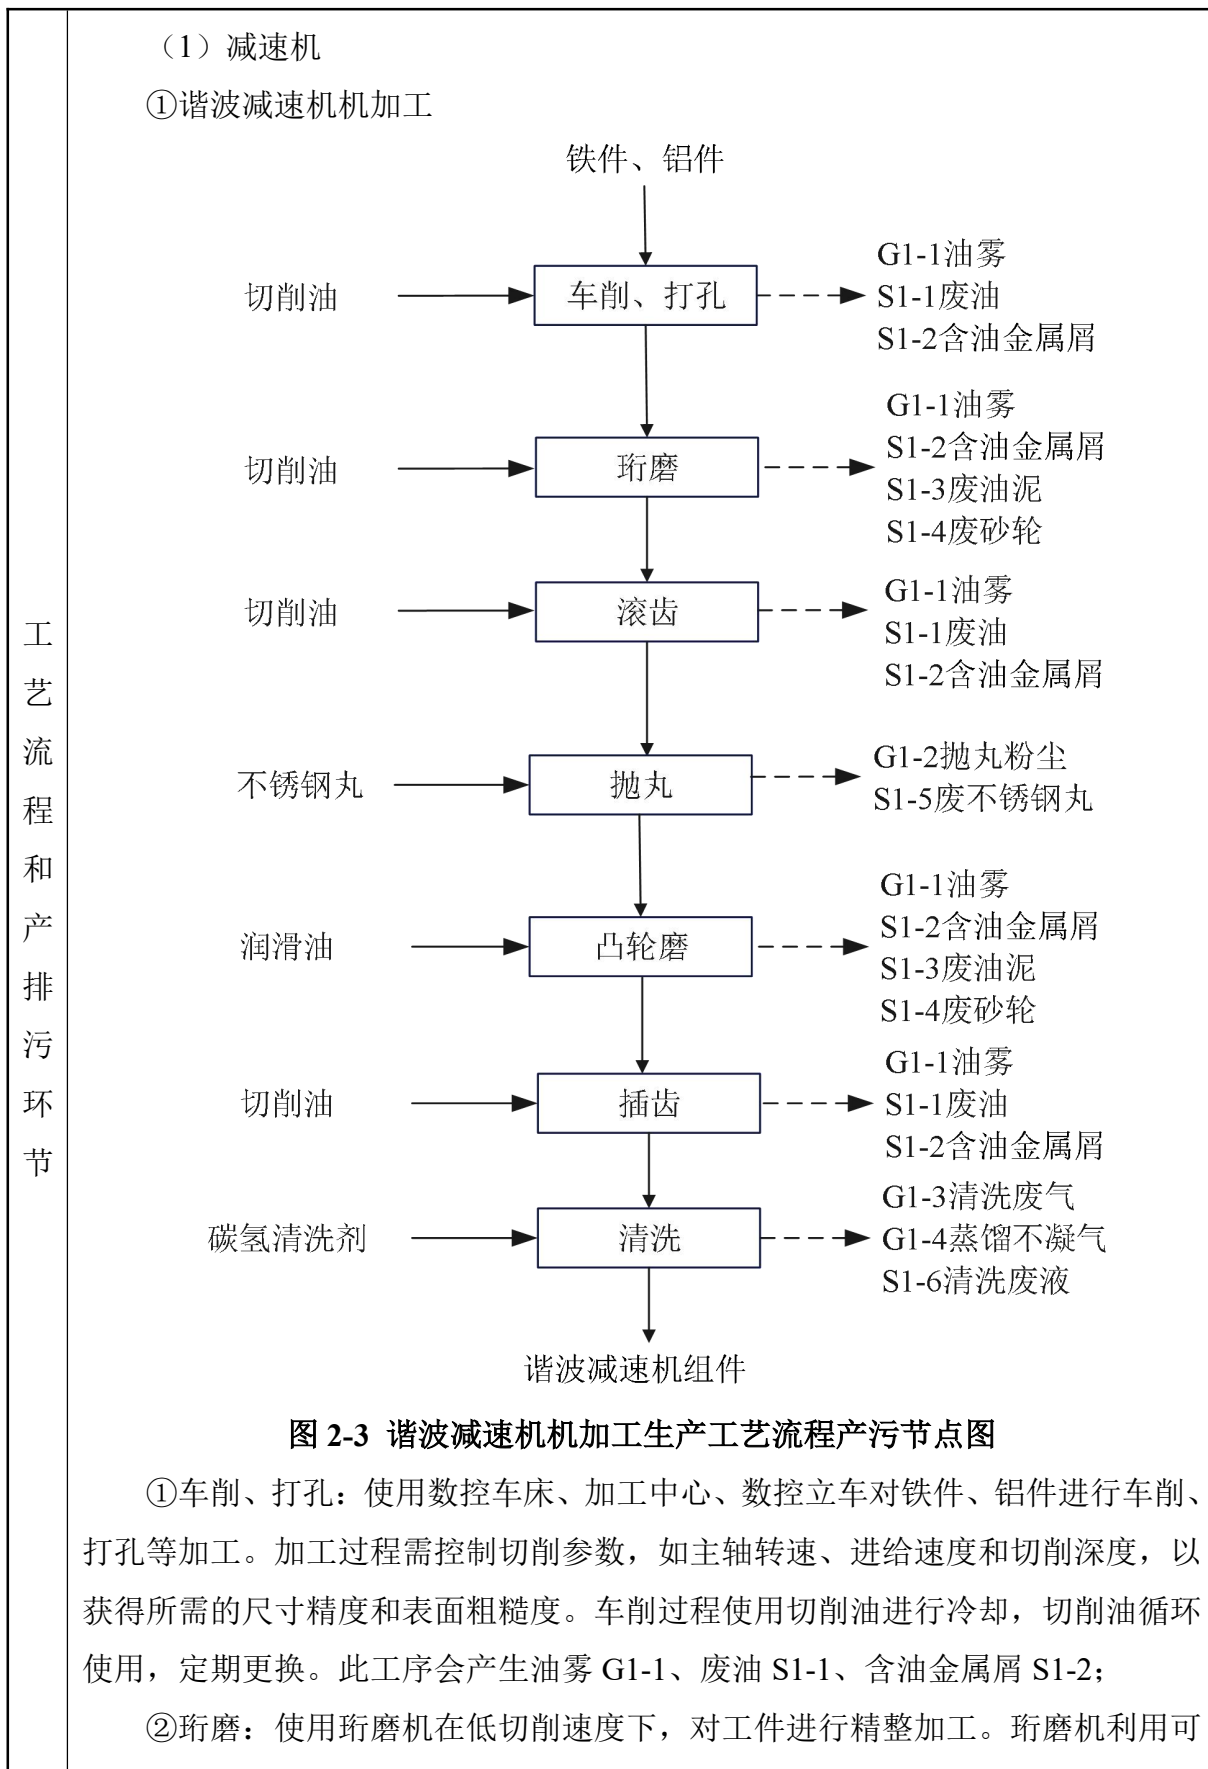 （1）减速机
①谐波减速机机加工
铁件、铝件
切削油
车削、打孔
G1-1油雾
S1-1废油
S1-2含油金属屑
切削油
珩磨
G1-1油雾
S1-2含油金属屑
S1-3废油泥
S1-4废砂轮
切削油
滚齿
G1-1油雾
S1-1废油
S1-2含油金属屑
不锈钢丸
抛丸
G1-2抛丸粉尘
S1-5废不锈钢丸
润滑油
凸轮磨
G1-1油雾
S1-2含油金属屑
S1-3废油泥
S1-4废砂轮
切削油
插齿
G1-1油雾
S1-1废油
S1-2含油金属屑
碳氢清洗剂
清洗
G1-3清洗废气
G1-4蒸馏不凝气
S1-6清洗废液
谐波减速机组件
图 2-3 谐波减速机机加工生产工艺流程产污节点图
①车削、打孔：使用数控车床、加工中心、数控立车对铁件、铝件进行车削、
打孔等加工。加工过程需控制切削参数，如主轴转速、进给速度和切削深度，以
获得所需的尺寸精度和表面粗糙度。车削过程使用切削油进行冷却，切削油循环
使用，定期更换。此工序会产生油雾 G1-1、废油 S1-1、含油金属屑 S1-2；
②珩磨：使用珩磨机在低切削速度下，对工件进行精整加工。珩磨机利用可
工
艺
流
程
和
产
排
污
环
节